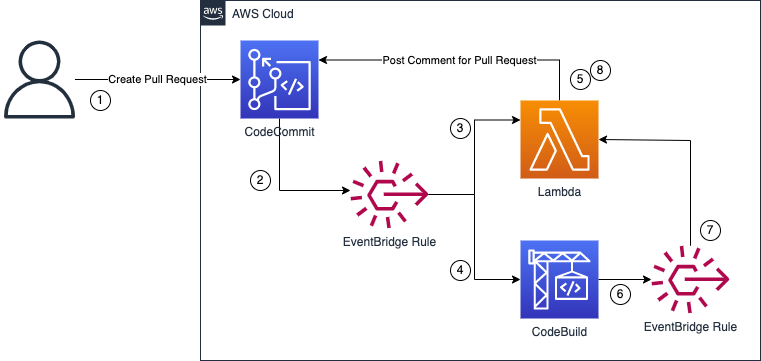 aws
AWS Cloud
Create Pull Request
1
CodeCommit
Post Comment for Pull Request
5
8
2
3
Lambda
EventBridge Rule
4
7
CodeBuild
6
EventBridge Rule